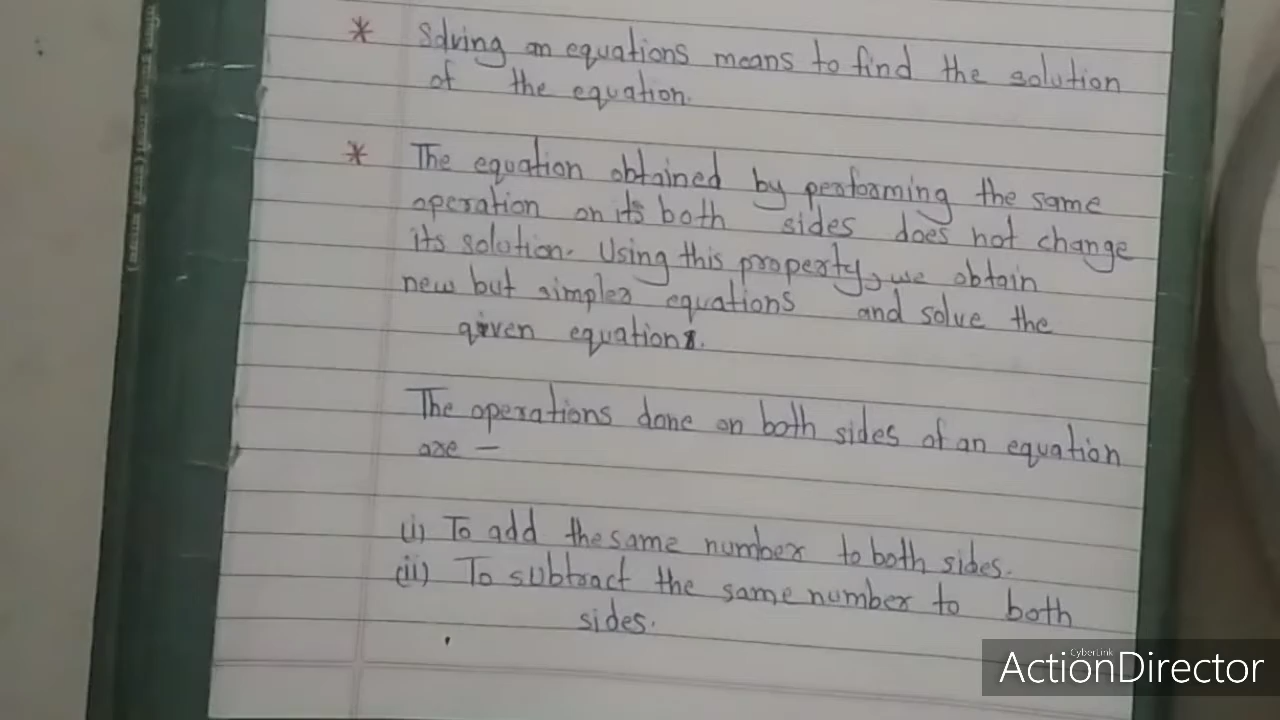 * Solving an equations means to find the solution
of the equation.
* The equation obtained by performing the same
operation on its both sides does not change
its solution. Using this property, we obtain
new but simpler equations and solve the
given equation.
The operations done on both sides of an equation
are —
(i) To add the same number to both sides.
(ii) To subtract the same number to both
sides.
CyberLink
ActionDirector